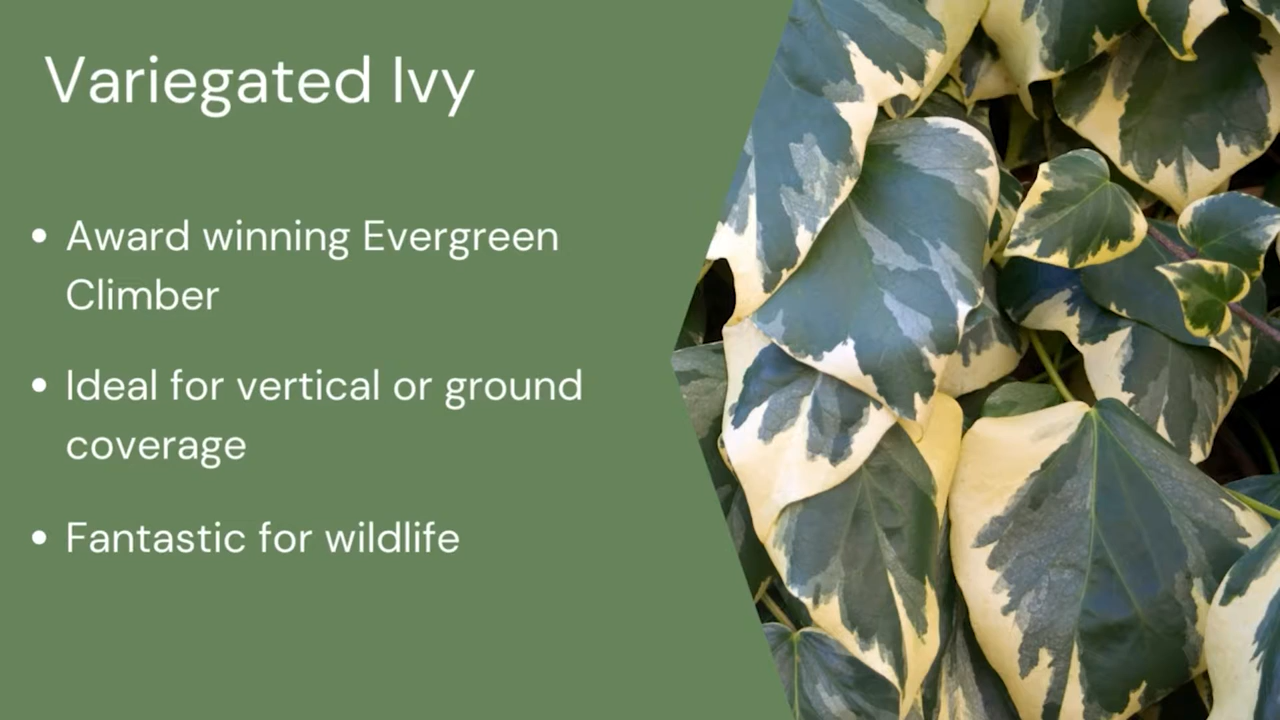 Variegated Ivy
• Award winning Evergreen
Climber
• Ideal for vertical or ground
coverage
• Fantastic for wildlife